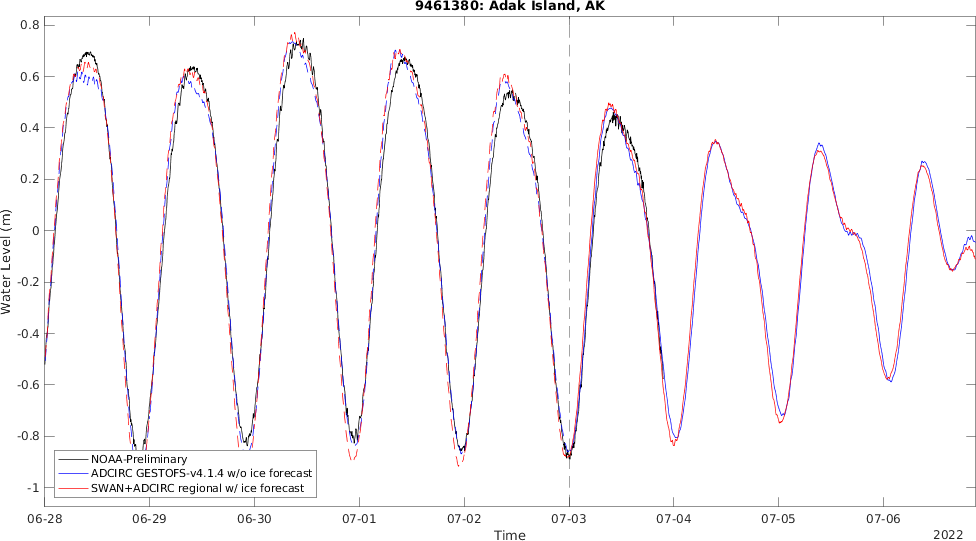 9461380: Adak Island, AK
0.8
0.6
0.4
0.2
0
-0.2
-0.4
-0.6
-0.8
-1
Water Level (m)
NOAA-Preliminary
ADCIRC GESTOFS-v4.1.4 w/o ice forecast
SWAN+ADCIRC regional w/ ice forecast
06-28 06-29 06-30 07-01 07-02 07-03 07-04 07-05 07-06
Time
2022